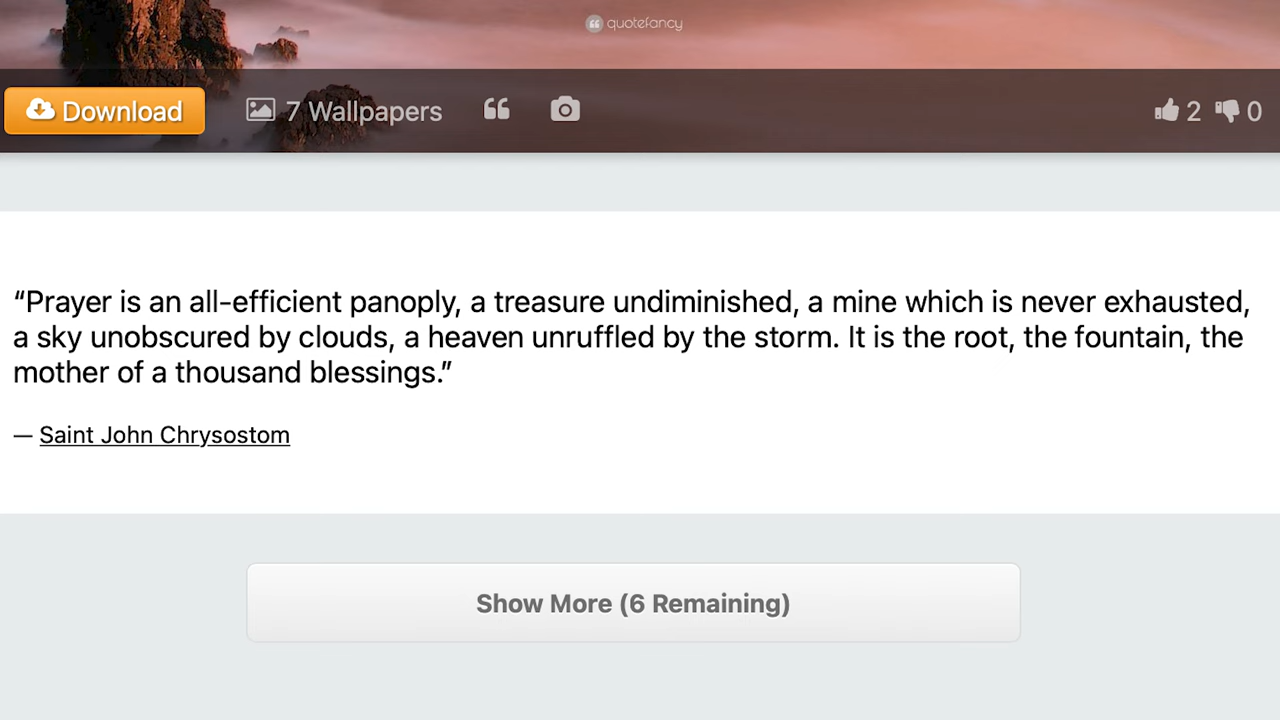 quotefancy
Download 7 Wallpapers 2 0
“Prayer is an all-efficient panoply, a treasure undiminished, a mine which is never exhausted,
a sky unobscured by clouds, a heaven unruffled by the storm. It is the root, the fountain, the
mother of a thousand blessings.”
— Saint John Chrysostom
Show More (6 Remaining)